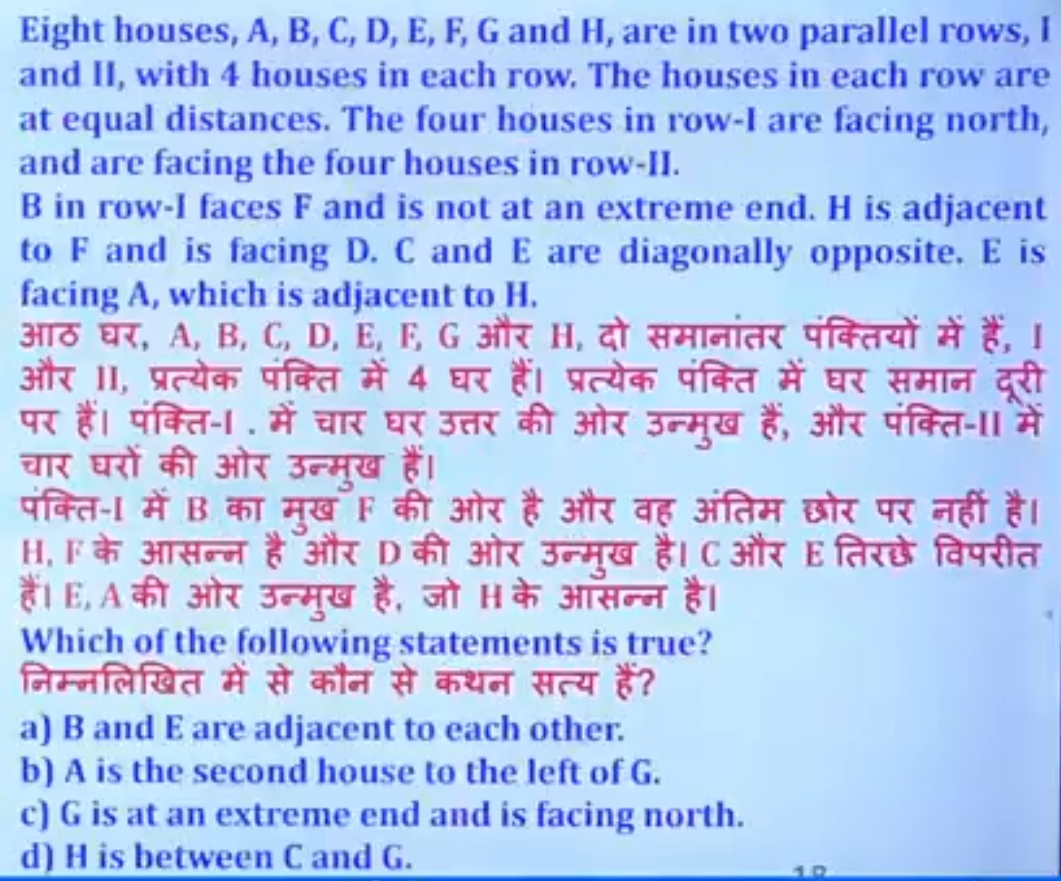 Eight houses, A, B, C, D, E, F, G and H, are in two parallel rows, I
and II, with 4 houses in each row. The houses in each row are
at equal distances. The four houses in row-I are facing north,
and are facing the four houses in row-II.
B in row-I faces F and is not at an extreme end. H is adjacent
to F and is facing D. C and E are diagonally opposite. E is
facing A, which is adjacent to H.
आठ घर, A, B, C, D, E, F, G और H, दो समानांतर पंक्तियों में हैं, I
और II, प्रत्येक पंक्ति में 4 घर हैं। प्रत्येक पंक्ति में घर समान दूरी
पर हैं। पंक्ति-I . में चार घर उत्तर की ओर उन्मुख हैं, और पंक्ति-II में
चार घरों की ओर उन्मुख हैं।
पंक्ति-I में B का मुख F की ओर है और वह अंतिम छोर पर नहीं है।
H, F के आसन्न है और D की ओर उन्मुख है। C और E तिरछे विपरीत
हैं। E, A की ओर उन्मुख है, जो H के आसन्न है।
Which of the following statements is true?
निम्नलिखित में से कौन से कथन सत्य हैं?
a) B and E are adjacent to each other.
b) A is the second house to the left of G.
c) G is at an extreme end and is facing north.
d) H is between C and G.